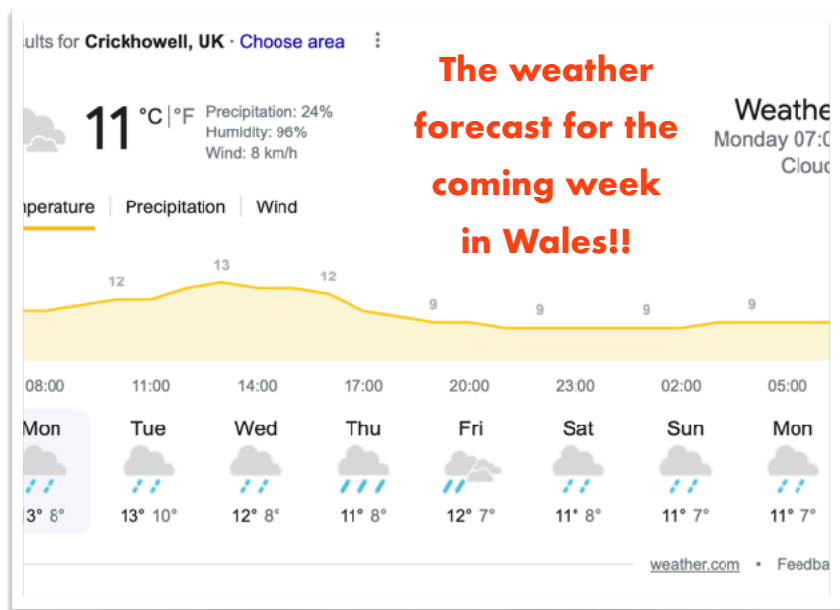 ults for Crickhowell, UK · Choose area
The weather
forecast for the
coming week
in Wales!!
11 °C | °F
Precipitation: 24%
Humidity: 96%
Wind: 8 km/h
Weathe
Monday 07:0
Cloud
mperature | Precipitation | Wind
12 13 12 9 9 9 9
08:00 11:00 14:00 17:00 20:00 23:00 02:00 05:00
Mon Tue Wed Thu Fri Sat Sun Mon
3° 8° 13° 10° 12° 8° 11° 8° 12° 7° 11° 8° 11° 7° 11° 7°
weather.com • Feedba